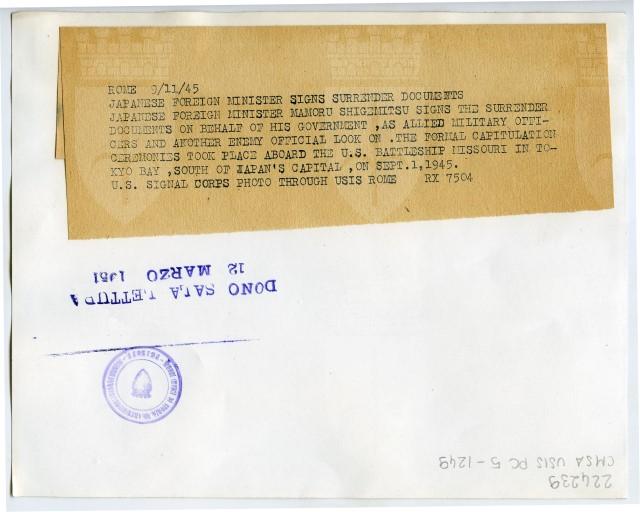 ROME 9/11/45
JAPANESE FOREIGN MINISTER SIGNS SURRENDER DOCUMENTS
JAPANESE FOREIGN MINISTER MAMORU SHIGEMITSU SIGNS THE SURRENDER
DOCUMENTS ON BEHALF OF HIS GOVERNMENT ,AS ALLIED MILITARY OFFI-
CERS AND ANOTHER ENEMY OFFICIAL LOOK ON .THE FORMAL CAPITULATION
CEREMONIES TOOK PLACE ABOARD THE U.S. BATTLESHIP MISSOURI IN TO-
KYO BAY ,SOUTH OF JAPAN'S CAPITAL ,ON SEPT.1,1945.
U.S. SIGNAL CORPS PHOTO THROUGH USIS ROME RX 7504
DONO SALA LETTURA
12 MARZO 1951
224239
CMSA USIS PC 5-1249